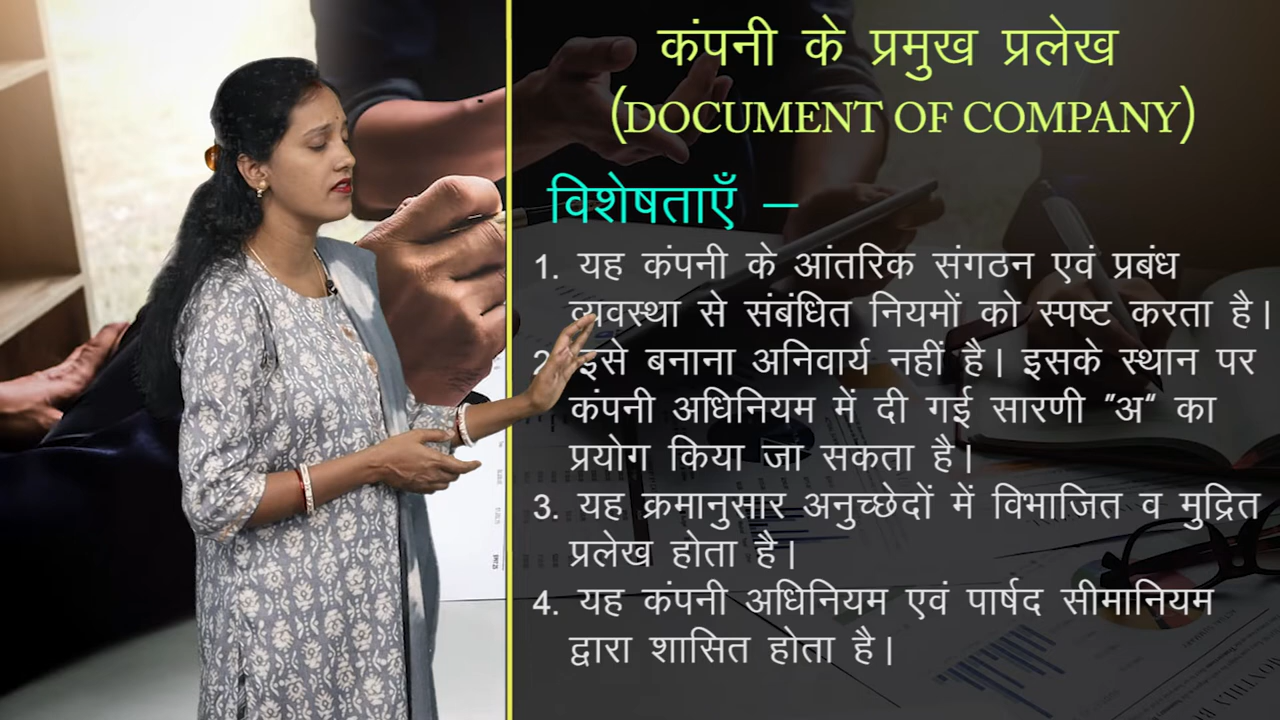 कंपनी के प्रमुख प्रलेख
(DOCUMENT OF COMPANY)
विशेषताएँ –
1. यह कंपनी के आंतरिक संगठन एवं प्रबंध
व्यवस्था से संबंधित नियमों को स्पष्ट करता है।
2. इसे बनाना अनिवार्य नहीं है। इसके स्थान पर
कंपनी अधिनियम में दी गई सारणी "अ" का
प्रयोग किया जा सकता है।
3. यह क्रमानुसार अनुच्छेदों में विभाजित व मुद्रित
प्रलेख होता है।
4. यह कंपनी अधिनियम एवं पार्षद सीमानियम
द्वारा शासित होता है।